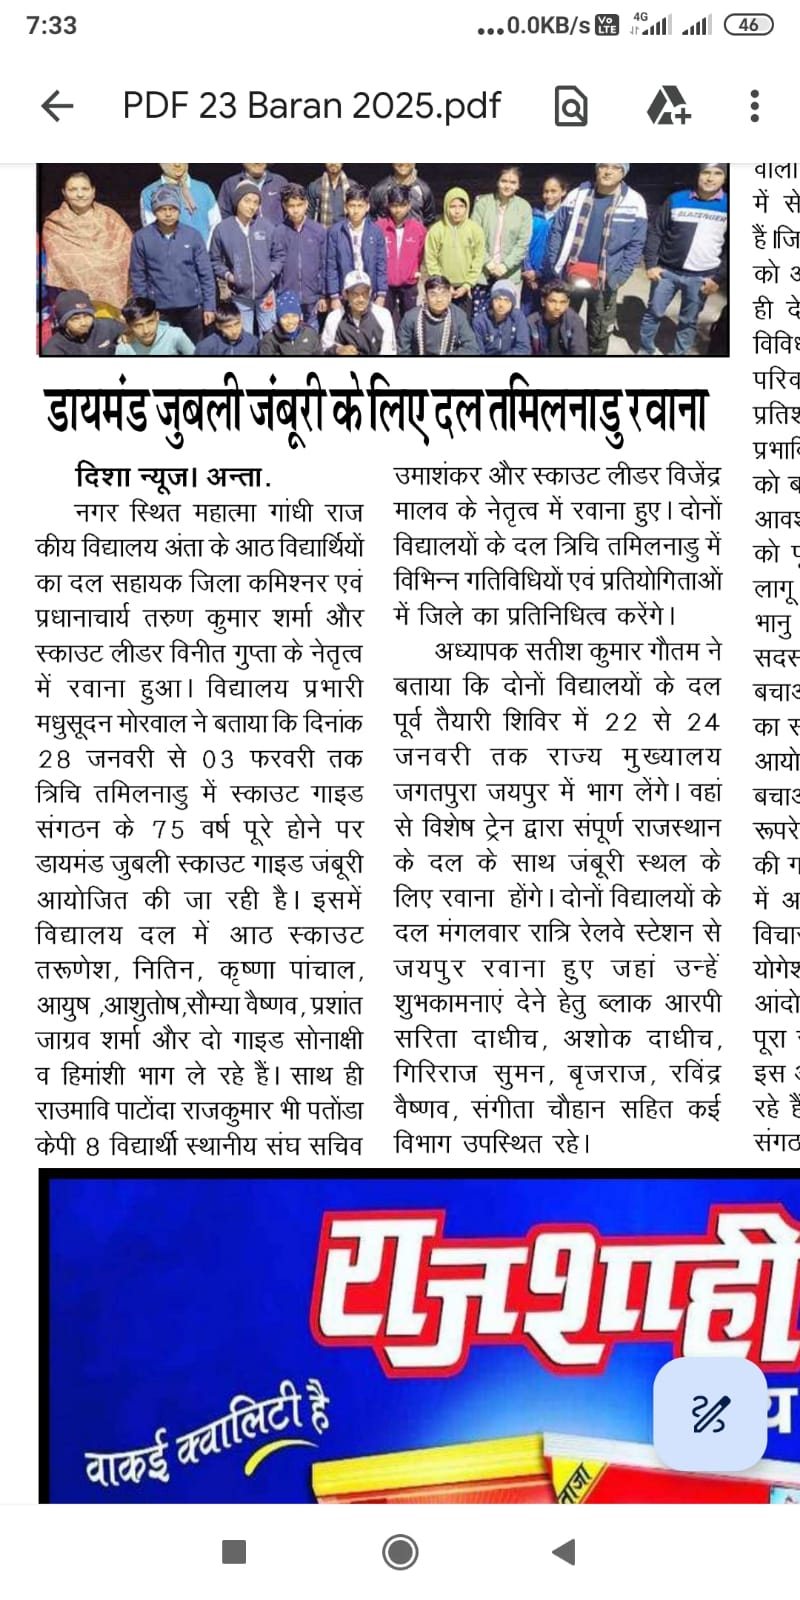 7:33
...0.0KB/s Vo LTE 4G 46
PDF 23 Baran 2025.pdf
SLAZENGER
डायमंड जुबली जंबूरी के लिए दल तमिलनाडु रवाना
दिशा न्यूज। अन्ता.
नगर स्थित महात्मा गांधी राज
कीय विद्यालय अंता के आठ विद्यार्थियों
का दल सहायक जिला कमिश्नर एवं
प्रधानाचार्य तरुण कुमार शर्मा और
स्काउट लीडर विनीत गुप्ता के नेतृत्व
में रवाना हुआ। विद्यालय प्रभारी
मधुसूदन मोरवाल ने बताया कि दिनांक
28 जनवरी से 03 फरवरी तक
त्रिचि तमिलनाडु में स्काउट गाइड
संगठन के 75 वर्ष पूरे होने पर
डायमंड जुबली स्काउट गाइड जंबूरी
आयोजित की जा रही है। इसमें
विद्यालय दल में आठ स्काउट
तरूणेश, नितिन, कृष्णा पांचाल,
आयुष ,आशुतोष,सौम्या वैष्णव, प्रशांत
जाग्रव शर्मा और दो गाइड सोनाक्षी
व हिमांशी भाग ले रहे हैं। साथ ही
राउमावि पाटोंदा राजकुमार भी पतोंडा
केपी 8 विद्यार्थी स्थानीय संघ सचिव
उमाशंकर और स्काउट लीडर विजेंद्र
मालव के नेतृत्व में रवाना हुए। दोनों
विद्यालयों के दल त्रिचि तमिलनाडु में
विभिन्न गतिविधियों एवं प्रतियोगिताओं
में जिले का प्रतिनिधित्व करेंगे।
अध्यापक सतीश कुमार गौतम ने
बताया कि दोनों विद्यालयों के दल
पूर्व तैयारी शिविर में 22 से 24
जनवरी तक राज्य मुख्यालय
जगतपुरा जयपुर में भाग लेंगे। वहां
से विशेष ट्रेन द्वारा संपूर्ण राजस्थान
के दल के साथ जंबूरी स्थल के
लिए रवाना होंगे। दोनों विद्यालयों के
दल मंगलवार रात्रि रेलवे स्टेशन से
जयपुर रवाना हुए जहां उन्हें
शुभकामनाएं देने हेतु ब्लाक आरपी
सरिता दाधीच, अशोक दाधीच,
गिरिराज सुमन, बृजराज, रविंद्र
वैष्णव, संगीता चौहान सहित कई
विभाग उपस्थित रहे।
में से
को
ही
को
को
लागू
भानु
का
की
में
पूरा
इस
रहे
राजशाही
वाकई क्वालिटी है
ताजा